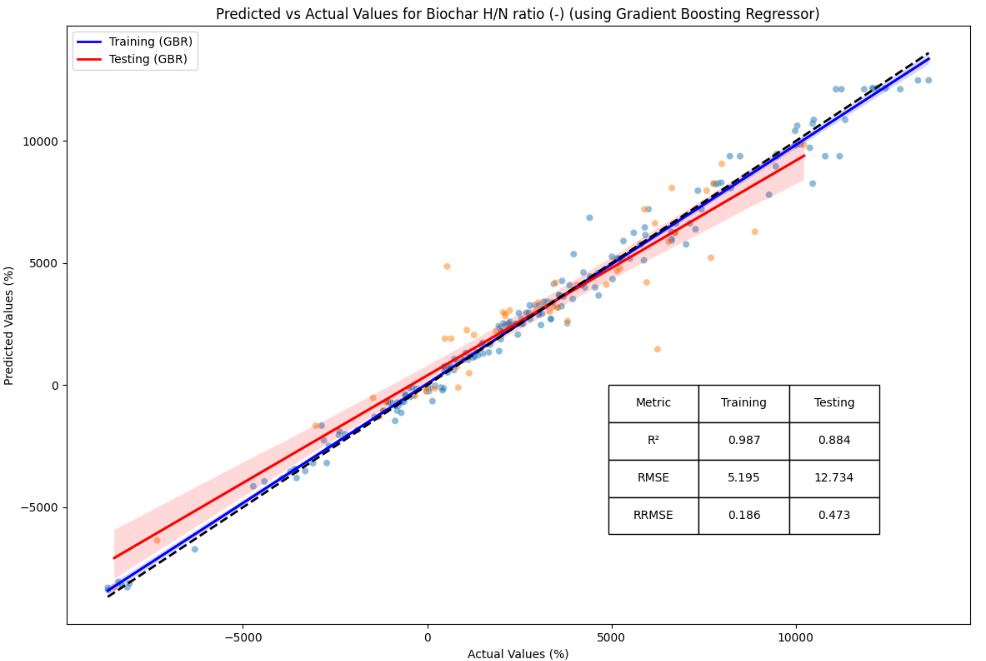 Predicted vs Actual Values for Biochar H/N ratio (-) (using Gradient Boosting Regressor)
Training (GBR)
Testing (GBR)
Predicted Values (%)
10000
5000
0
−5000
Metric Training Testing
R² 0.987 0.884
RMSE 5.195 12.734
RRMSE 0.186 0.473
−5000 0 5000 10000
Actual Values (%)